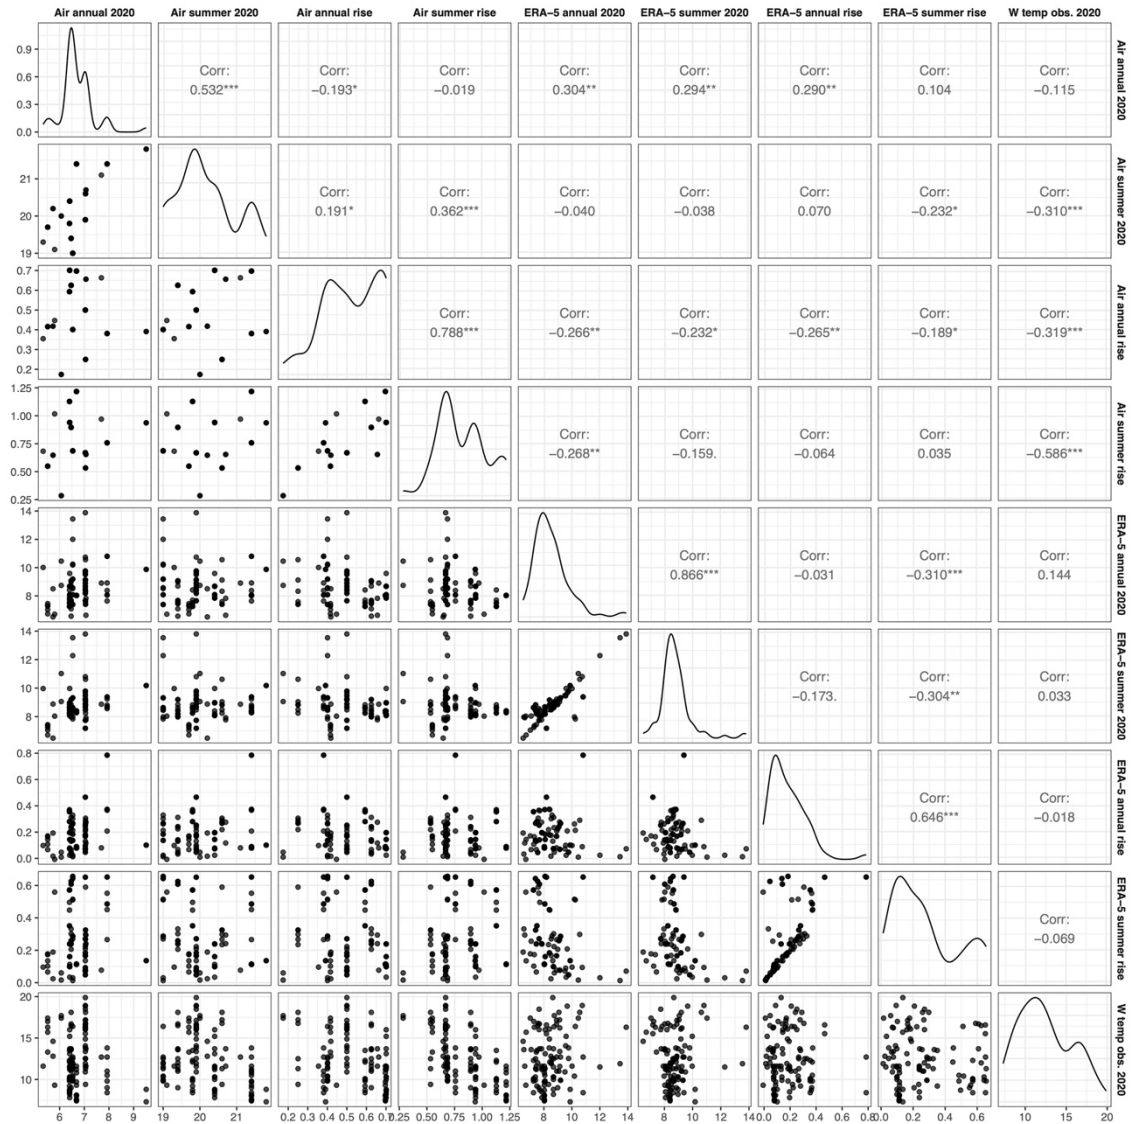 Air annual 2020 Air summer 2020 Air annual rise Air summer rise ERA−5 annual 2020 ERA−5 summer 2020 ERA−5 annual rise ERA−5 summer rise W temp obs. 2020
0.9
0.6
0.3
0.0
Corr: Corr: Corr: Corr: Corr: Corr: Corr: Corr:
0.532*** −0.193* −0.019 0.304** 0.294** 0.290** 0.104 −0.115
Air annual 2020
21
20
19
Corr: Corr: Corr: Corr: Corr: Corr: Corr:
0.191* 0.362*** −0.040 −0.038 0.070 −0.232* −0.310***
Air summer 2020
0.7
0.6
0.5
0.4
0.3
0.2
Corr: Corr: Corr: Corr: Corr: Corr:
0.788*** −0.266** −0.232* −0.265** −0.189* −0.319***
Air annual rise
1.25
1.00
0.75
0.50
0.25
Corr: Corr: Corr: Corr: Corr:
−0.268** −0.159. −0.064 0.035 −0.586***
Air summer rise
14
12
10
8
Corr: Corr: Corr: Corr:
0.866*** −0.031 −0.310*** 0.144
ERA−5 annual 2020
14
12
10
8
Corr: Corr: Corr:
−0.173. −0.304** 0.033
ERA−5 summer 2020
0.8
0.6
0.4
0.2
0.0
Corr: Corr:
0.646*** −0.018
ERA−5 annual rise
0.6
0.4
0.2
0.0
Corr:
−0.069
ERA−5 summer rise
20
15
10
W temp obs. 2020
6 7 8 9 19 20 21 0.2 0.3 0.4 0.5 0.6 0.7 0.25 0.50 0.75 1.00 1.25 8 10 12 14 8 10 12 14 0.0 0.2 0.4 0.6 0.8 0.0 0.2 0.4 0.6 10 15 20